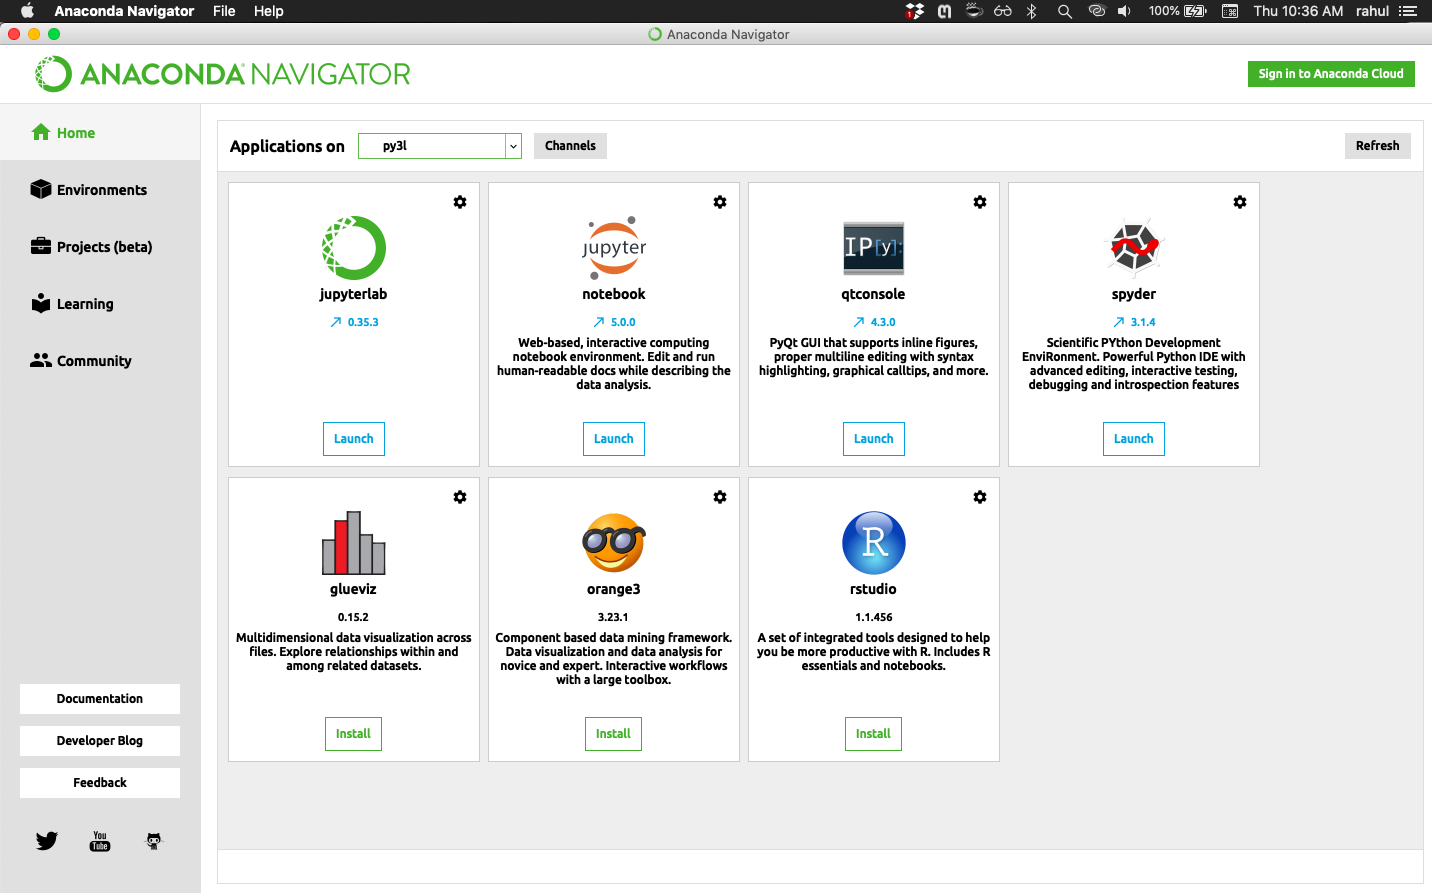 Anaconda Navigator File Help 100% Thu 10:36 AM rahul
Anaconda Navigator
ANACONDA NAVIGATOR
Sign in to Anaconda Cloud
Home
Environments
Projects (beta)
Learning
Community
Documentation
Developer Blog
Feedback
You
Tube
Applications on py3l Channels Refresh
jupyterlab
0.35.3
Launch
jupyter
notebook
5.0.0
Web-based, interactive computing
notebook environment. Edit and run
human-readable docs while describing the
data analysis.
Launch
IP[y]:
qtconsole
4.3.0
PyQt GUI that supports inline figures,
proper multiline editing with syntax
highlighting, graphical calltips, and more.
Launch
spyder
3.1.4
Scientific PYthon Development
EnviRonment. Powerful Python IDE with
advanced editing, interactive testing,
debugging and introspection features
Launch
glueviz
0.15.2
Multidimensional data visualization across
files. Explore relationships within and
among related datasets.
Install
orange3
3.23.1
Component based data mining framework.
Data visualization and data analysis for
novice and expert. Interactive workflows
with a large toolbox.
Install
R
rstudio
1.1.456
A set of integrated tools designed to help
you be more productive with R. Includes R
essentials and notebooks.
Install